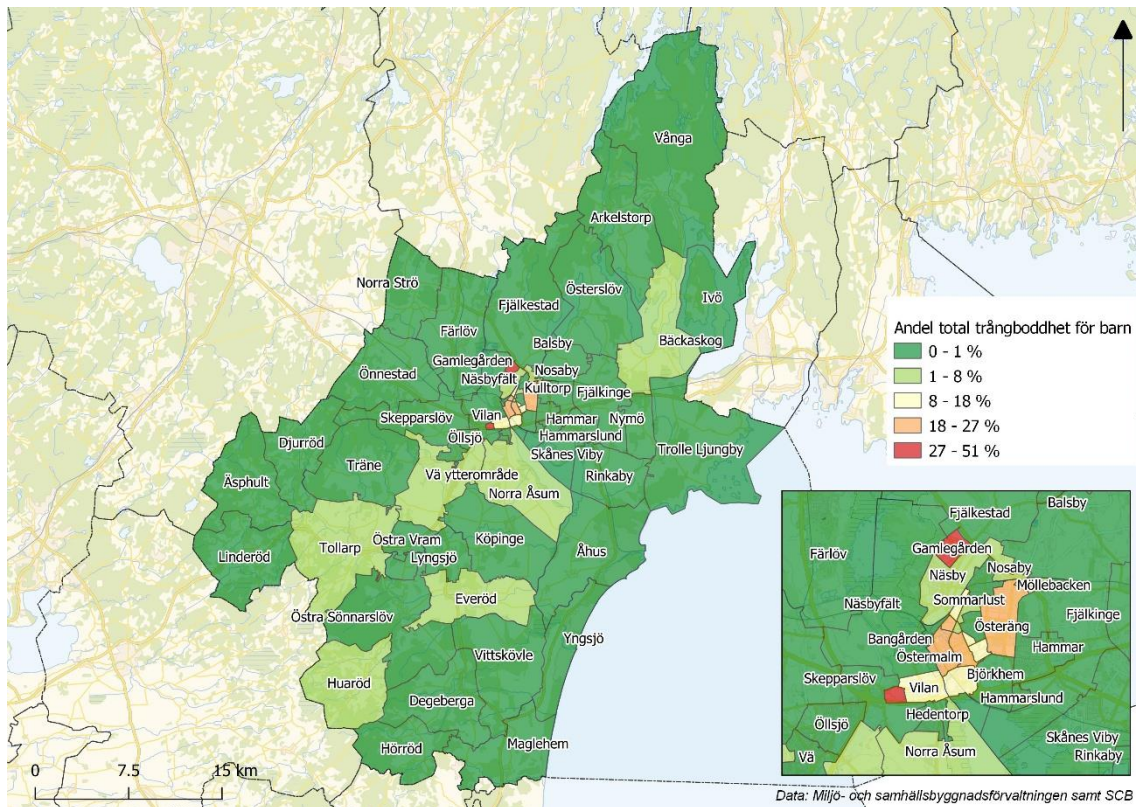 Vånga
Arkelstorp
Norra Strö
Österslöv
Ivö
Fjälkestad
Färlöv
Balsby
Bäckaskog
Gamlegården
Nosaby
Önnestad
Näsbyfält
Kulltorp
Fjälkinge
Skepparslöv
Vilan
Hammar
Nymö
Djurröd
Öllsjö
Hammarslund
Träne
Skånes Viby
Trolle Ljungby
Äsphult
Vä ytterområde
Rinkaby
Norra Åsum
Linderöd
Tollarp
Östra Vram
Köpinge
Lyngsjö
Åhus
Everöd
Östra Sönnarslöv
Yngsjö
Vittskövle
Huaröd
Degeberga
Hörröd
Maglehem
0 7.5 15 km
Andel total trångboddhet för barn
0 - 1 %
1 - 8 %
8 - 18 %
18 - 27 %
27 - 51 %
Balsby
Fjälkestad
Färlöv
Gamlegården
Näsby
Nosaby
Möllebacken
Näsbyfält
Sommarlust
Fjälkinge
Österäng
Bangården
Hammar
Östermalm
Skepparslöv
Björkhem
Vilan
Hammarslund
Öllsjö
Hedentorp
Skånes Viby
Vä
Norra Åsum
Rinkaby
Data: Miljö- och samhällsbyggnadsförvaltningen samt SCB